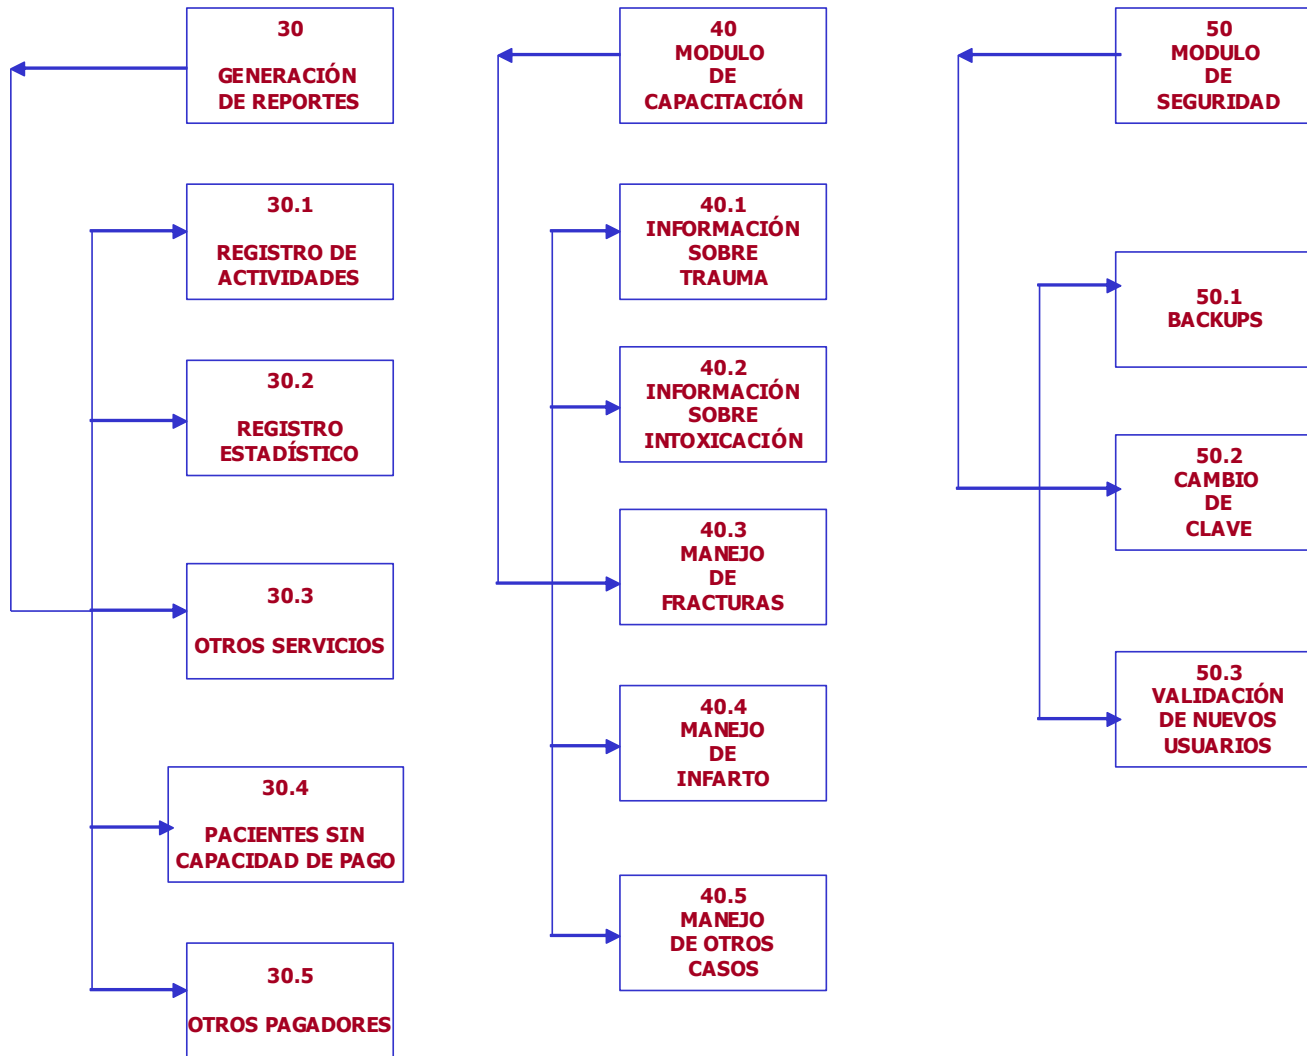 30
GENERACIÓN
DE REPORTES
30.1
REGISTRO DE
ACTIVIDADES
30.2
REGISTRO
ESTADÍSTICO
30.3
OTROS SERVICIOS
30.4
PACIENTES SIN
CAPACIDAD DE PAGO
30.5
OTROS PAGADORES
40
MODULO
DE
CAPACITACIÓN
40.1
INFORMACIÓN
SOBRE
TRAUMA
40.2
INFORMACIÓN
SOBRE
INTOXICACIÓN
40.3
MANEJO
DE
FRACTURAS
40.4
MANEJO
DE
INFARTO
40.5
MANEJO
DE OTROS
CASOS
50
MODULO
DE
SEGURIDAD
50.1
BACKUPS
50.2
CAMBIO
DE
CLAVE
50.3
VALIDACIÓN
DE NUEVOS
USUARIOS